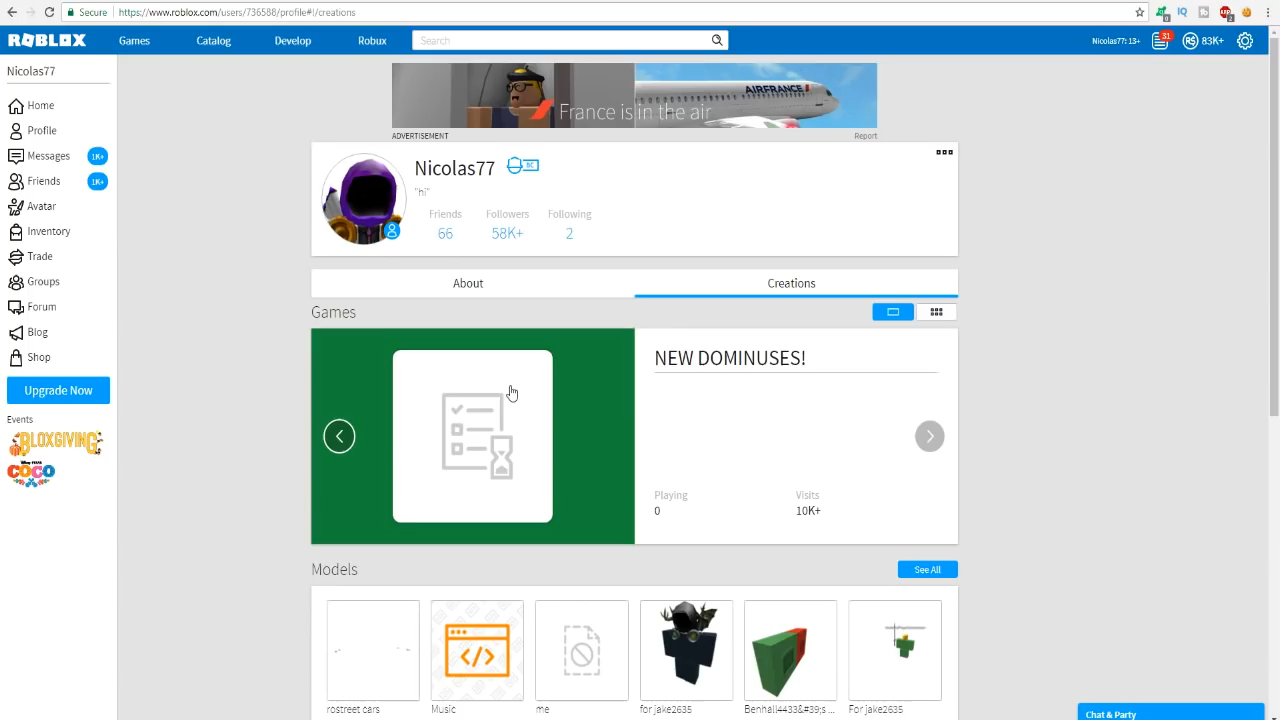 Secure https://www.roblox.com/users/736588/profile#!/creations
ROBLOX Games Catalog Develop Robux Search Nicolas77: 13+ 31 83K+
Nicolas77
Home
Profile
Messages 1K+
Friends 1K+
Avatar
Inventory
Trade
Groups
Forum
Blog
Shop
Upgrade Now
Events
BLOXGIVING
COCO
France is in the air AIRFRANCE
ADVERTISEMENT Report
Nicolas77 BC
"hi"
Friends Followers Following
66 58K+ 2
About Creations
Games
NEW DOMINUSES!
Playing Visits
0 10K+
Models See All
rostreet cars Music me for jake2635 Benhall4433&#39;s ... For jake2635
Chat & Party